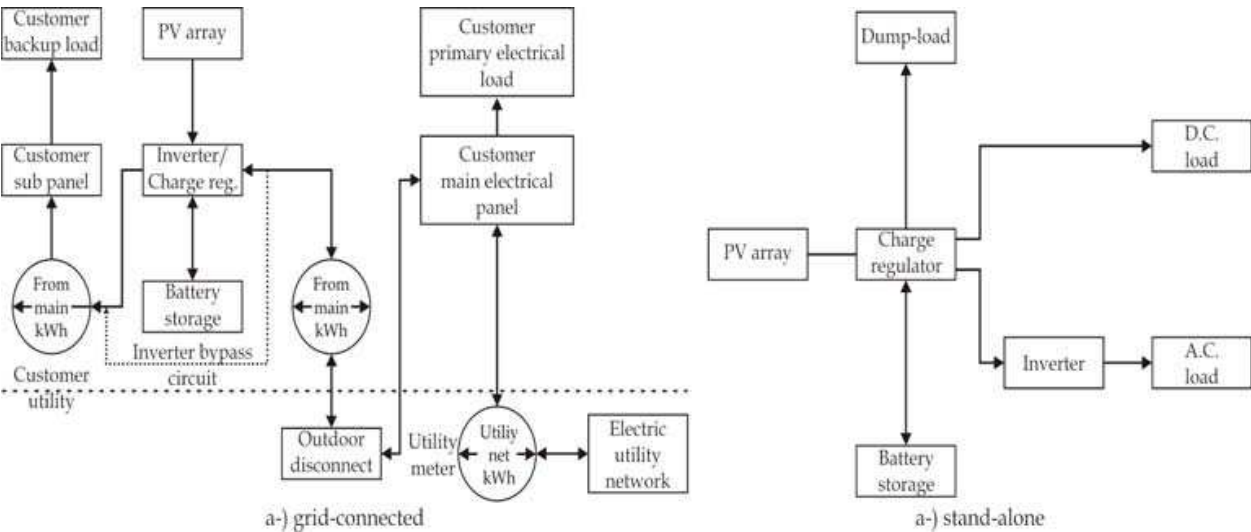 Customer
backup load
PV array
Customer
primary electrical
load
Customer
sub panel
Inverter/
Charge reg.
Customer
main electrical
panel
From
main
kWh
Battery
storage
From
main
kWh
Inverter bypass
circuit
Customer
utility
Outdoor
disconnect
Utility
meter
Utiliy
net
kWh
Electric
utility
network
a-) grid-connected
Dump-load
D.C.
load
PV array
Charge
regulator
Inverter
A.C.
load
Battery
storage
a-) stand-alone